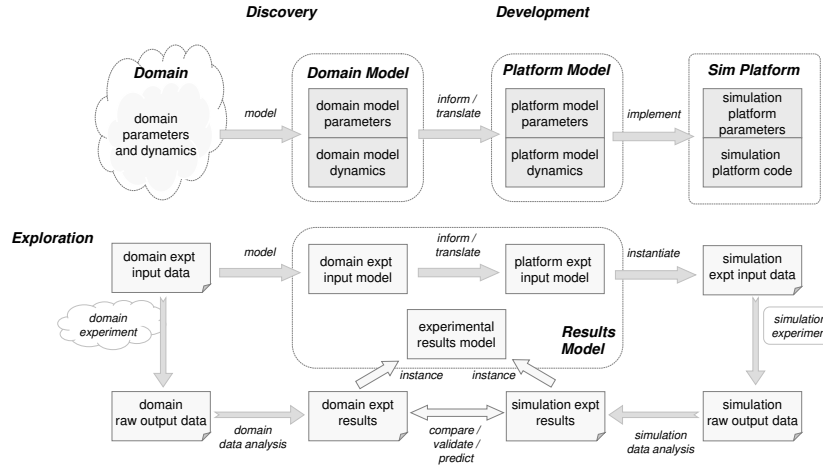 Discovery
Development
Domain
domain
parameters
and dynamics
model
Domain Model
domain model
parameters
domain model
dynamics
inform /
translate
Platform Model
platform model
parameters
platform model
dynamics
implement
Sim Platform
simulation
platform
parameters
simulation
platform code
Exploration
domain expt
input data
model
domain expt
input model
inform /
translate
platform expt
input model
instantiate
simulation
expt input data
domain
experiment
experimental
results model
Results
Model
simulation
experiment
instance
instance
domain
raw output data
domain
data analysis
domain expt
results
compare /
validate /
predict
simulation expt
results
simulation
data analysis
simulation
raw output data